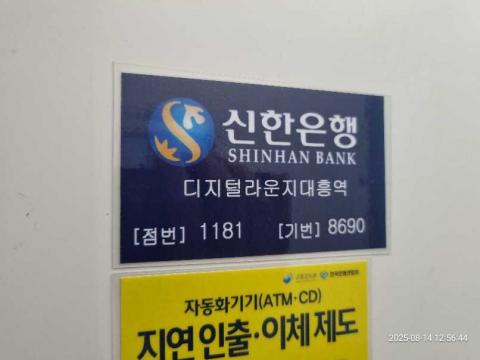 신한은행
SHINHAN BANK
디지털라운지대흥역
[점번] 1181 [기번] 8690
자동화기기(ATM·CD)
지연 인출·이체 제도
2025-08-14 12:56:44